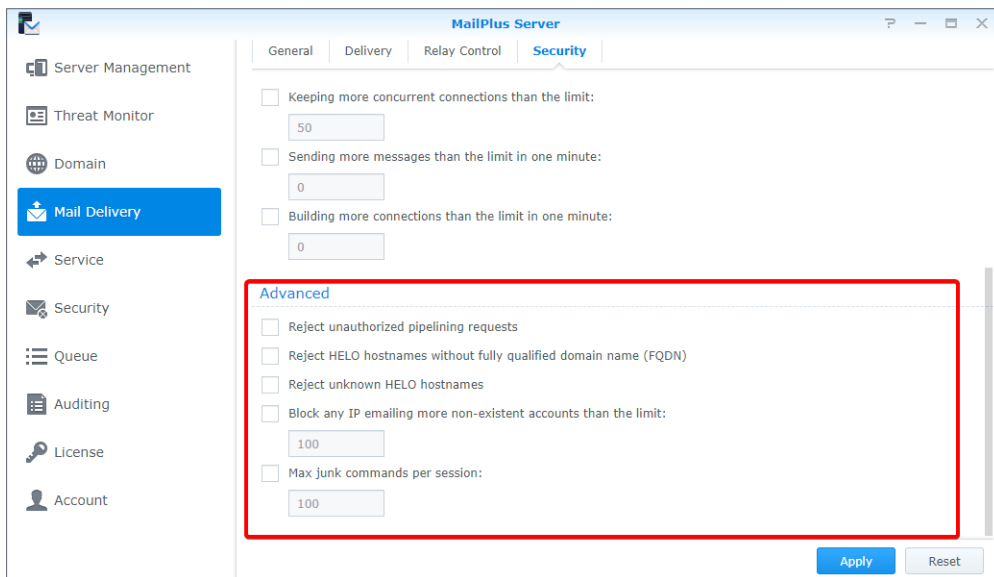 MailPlus Server
General Delivery Relay Control Security
Server Management
Threat Monitor
Domain
Mail Delivery
Service
Security
Queue
Auditing
License
Account
Keeping more concurrent connections than the limit:
50
Sending more messages than the limit in one minute:
0
Building more connections than the limit in one minute:
0
Advanced
Reject unauthorized pipelining requests
Reject HELO hostnames without fully qualified domain name (FQDN)
Reject unknown HELO hostnames
Block any IP emailing more non-existent accounts than the limit:
100
Max junk commands per session:
100
Apply Reset